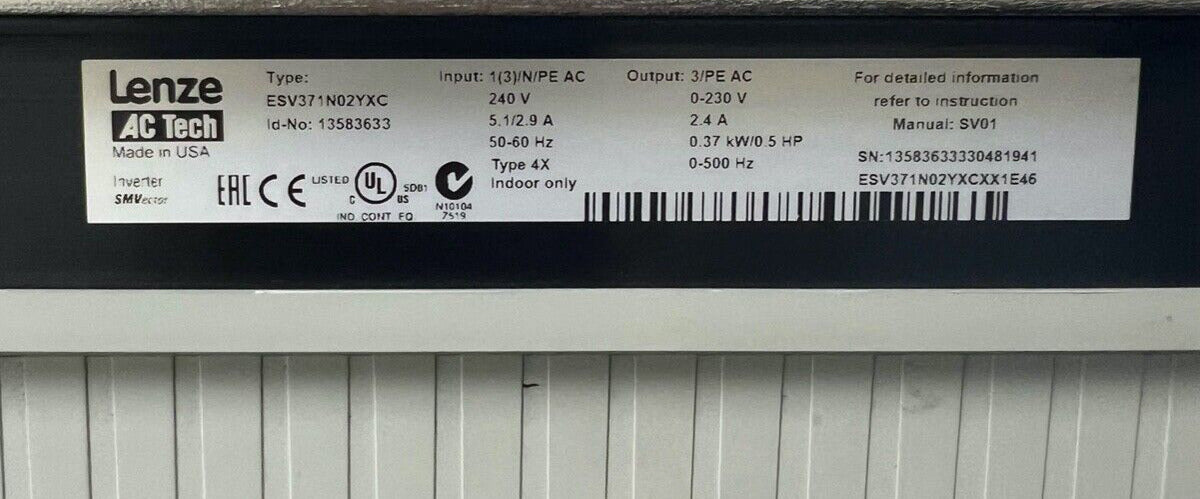 Lenze
AC Tech
Made in USA
Inverter
SMVector
Type:
ESV371N02YXC
Id-No: 13583633
EAC CE LISTED C UL US 5D81
IND CONT EQ
N10104
7519
Input: 1(3)/N/PE AC
240 V
5.1/2.9 A
50-60 Hz
Type 4X
Indoor only
Output: 3/PE AC
0-230 V
2.4 A
0.37 kW/0.5 HP
0-500 Hz
For detailed information
refer to instruction
Manual: SV01
SN:13583633330481941
ESV371N02YXCXX1E46